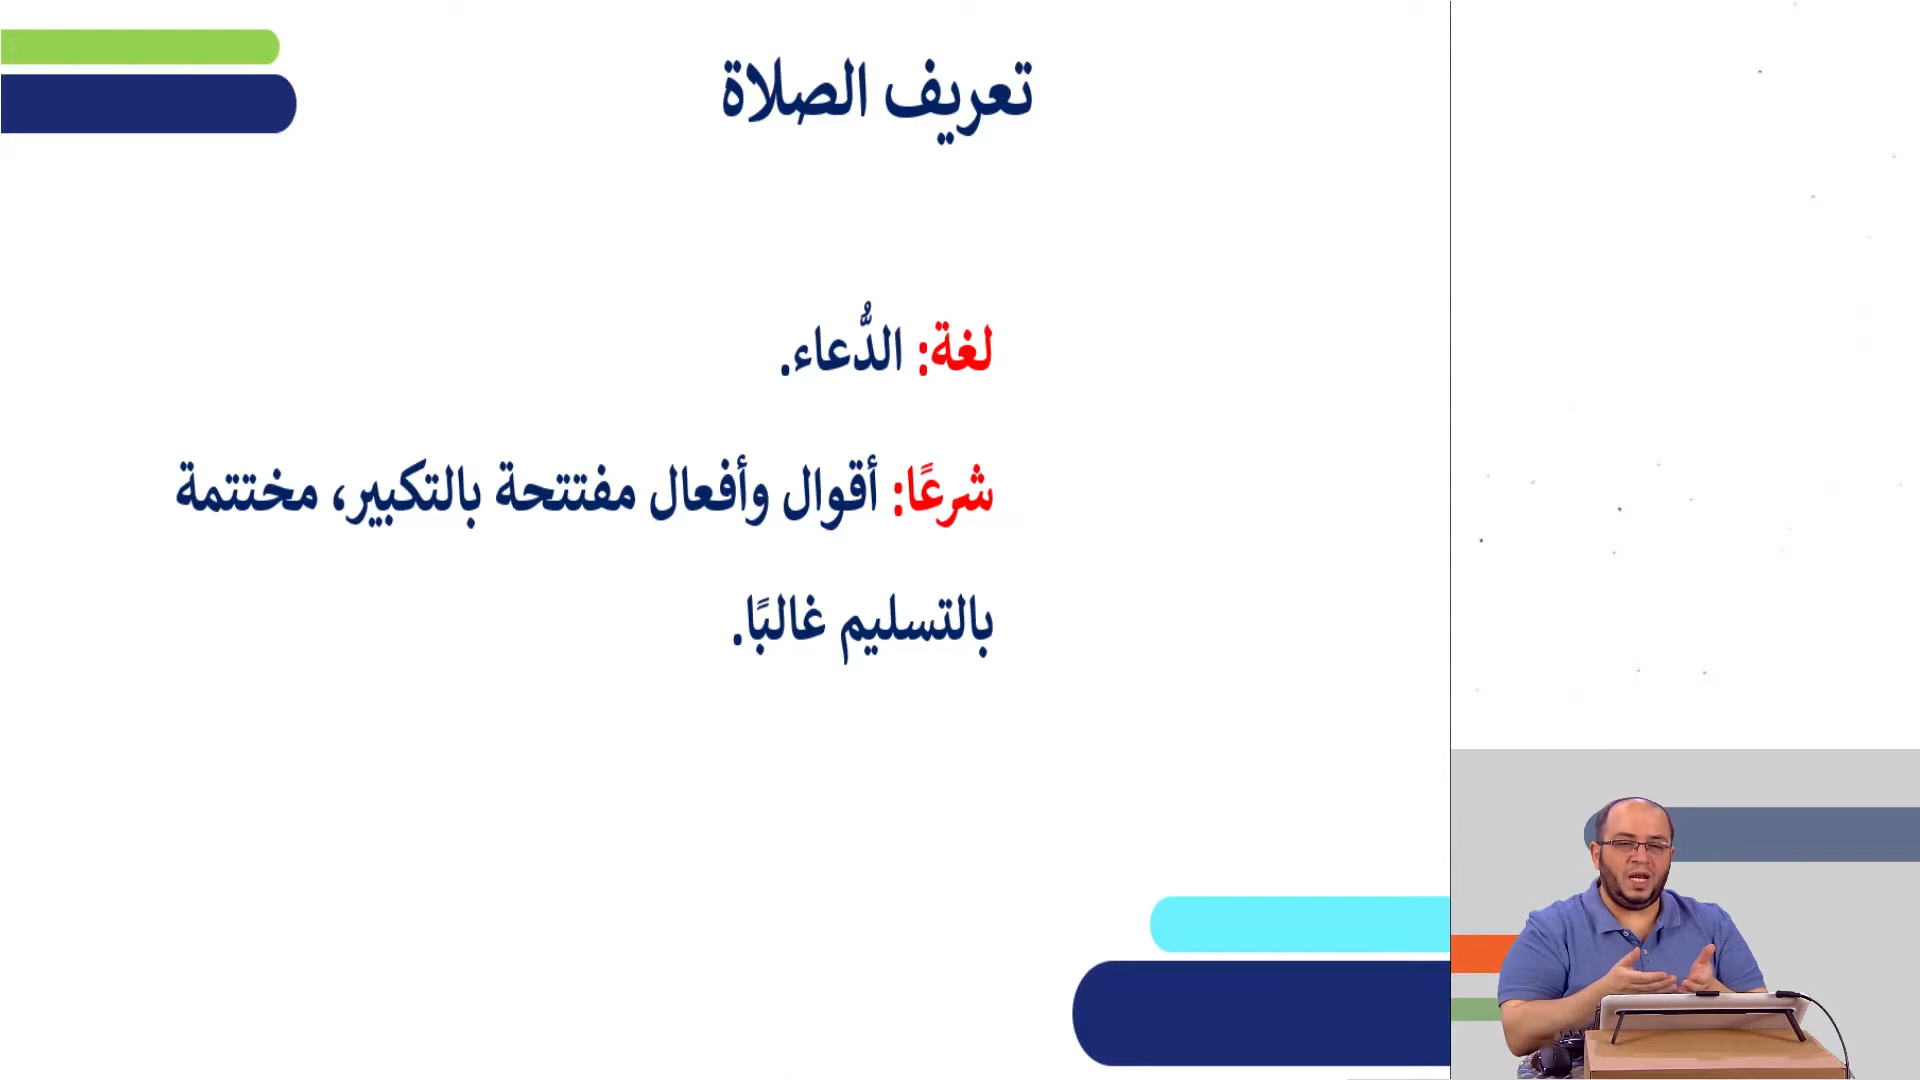 تعريف الصلاة
لغة: الدُّعاء.
شرعًا: أقوال وأفعال مفتتحة بالتكبير، مختتمة
بالتسليم غالبًا.